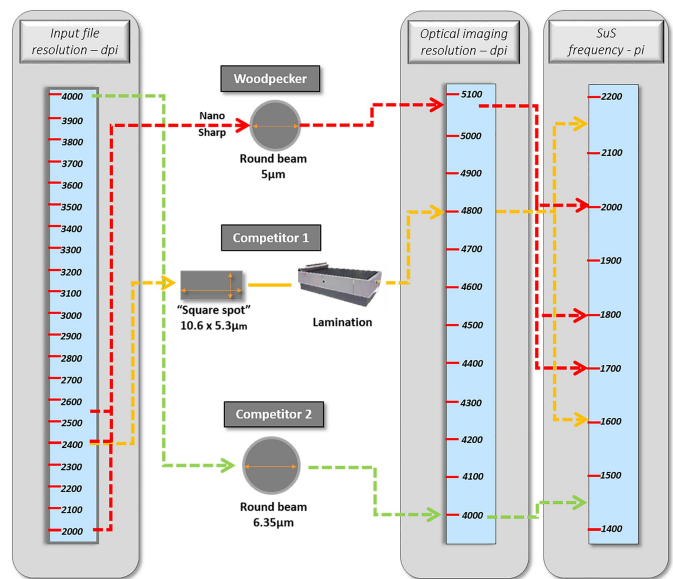 Input file
resolution – dpi
Optical imaging
resolution – dpi
SuS
frequency - pi
4000
3900
3800
3700
3600
3500
3400
3300
3200
3100
3000
2900
2800
2700
2600
2500
2400
2300
2200
2100
2000
Woodpecker
Nano
Sharp
Round beam
5µm
Competitor 1
"Square spot"
10.6 x 5.3µm
Lamination
Competitor 2
Round beam
6.35µm
5100
5000
4900
4800
4700
4600
4500
4400
4300
4200
4100
4000
2200
2100
2000
1900
1800
1700
1600
1500
1400